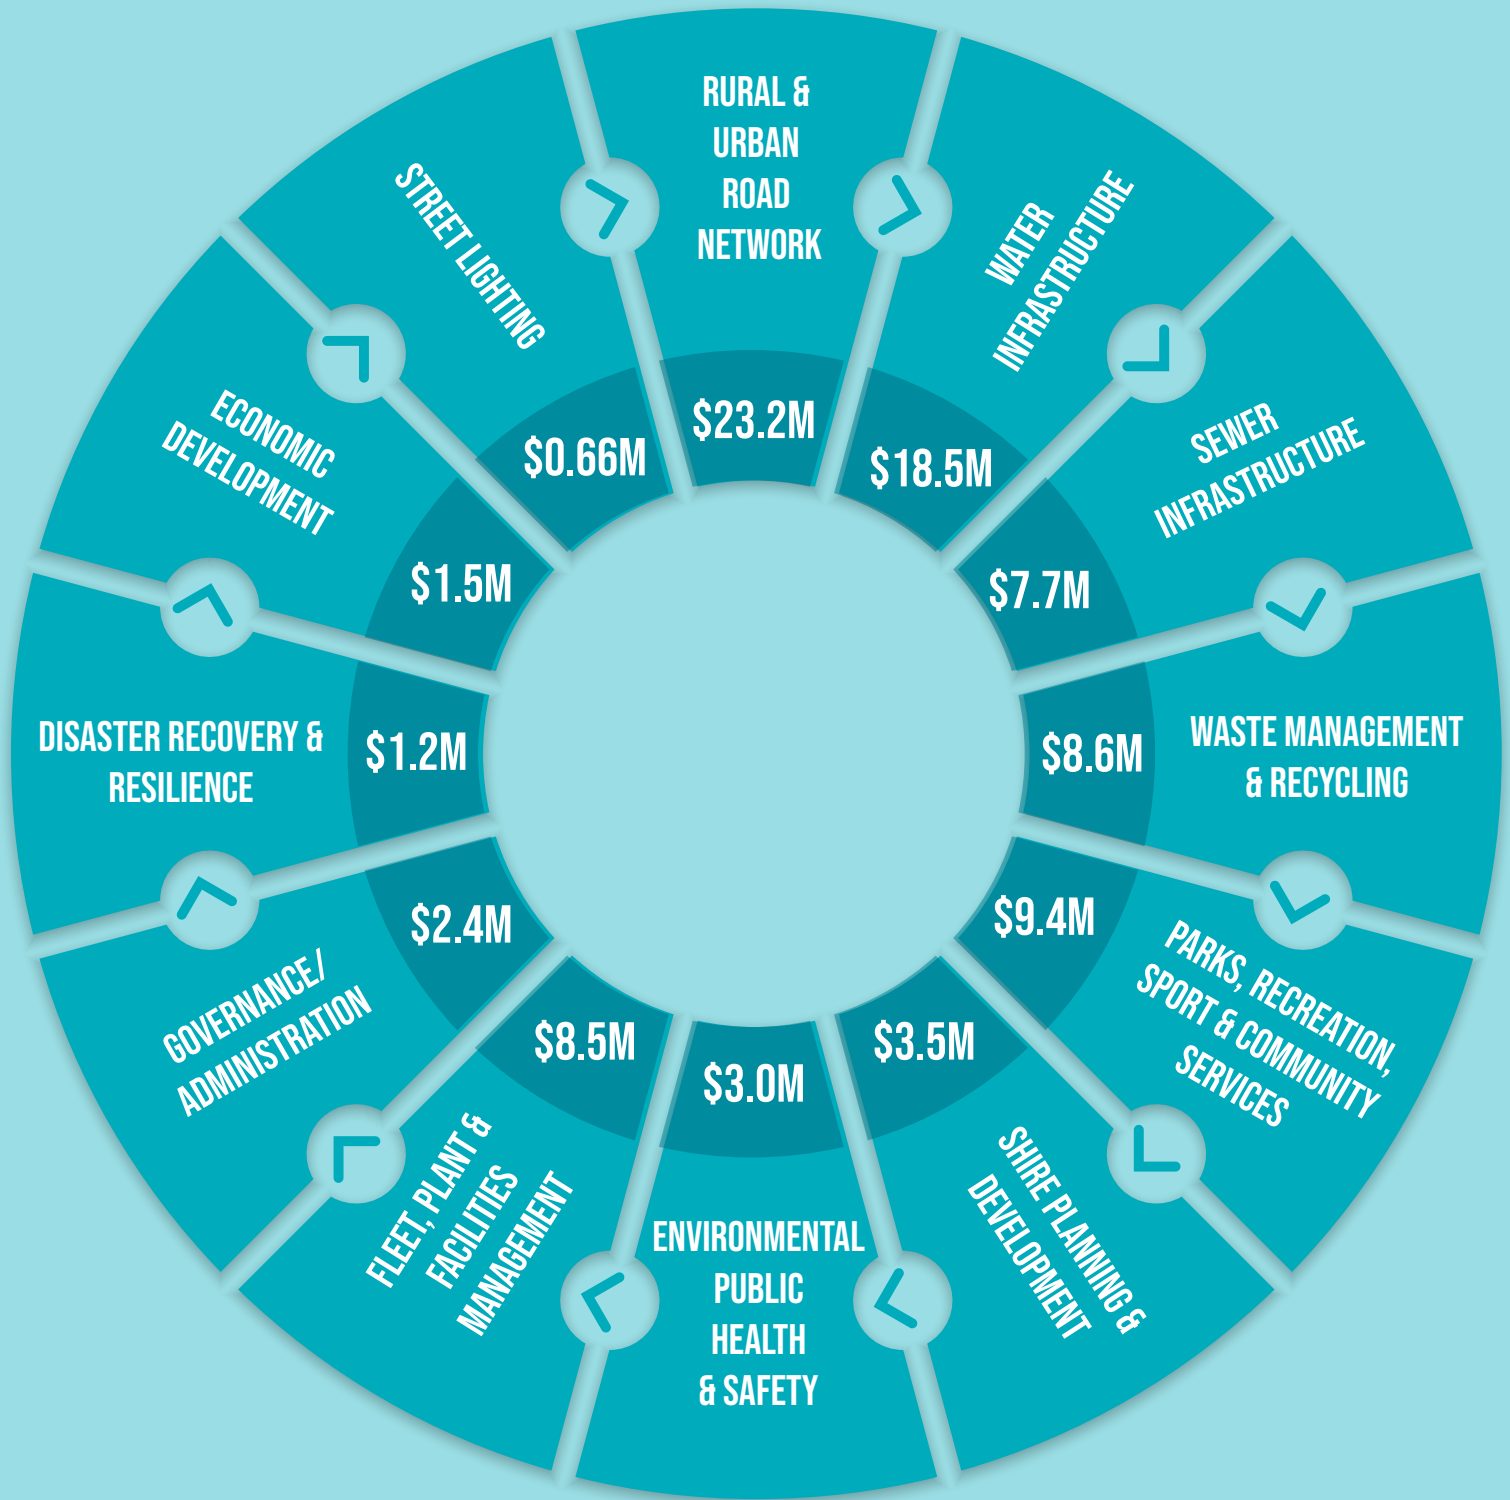 RURAL &
URBAN
ROAD
NETWORK
$23.2M
WATER
INFRASTRUCTURE
$18.5M
SEWER
INFRASTRUCTURE
$7.7M
WASTE MANAGEMENT
& RECYCLING
$8.6M
PARKS, RECREATION,
SPORT & COMMUNITY
SERVICES
$9.4M
SHIRE PLANNING &
DEVELOPMENT
$3.5M
ENVIRONMENTAL
PUBLIC
HEALTH
& SAFETY
$3.0M
FLEET, PLANT &
FACILITIES
MANAGEMENT
$8.5M
GOVERNANCE/
ADMINISTRATION
$2.4M
DISASTER RECOVERY &
RESILIENCE
$1.2M
ECONOMIC
DEVELOPMENT
$1.5M
STREET LIGHTING
$0.66M